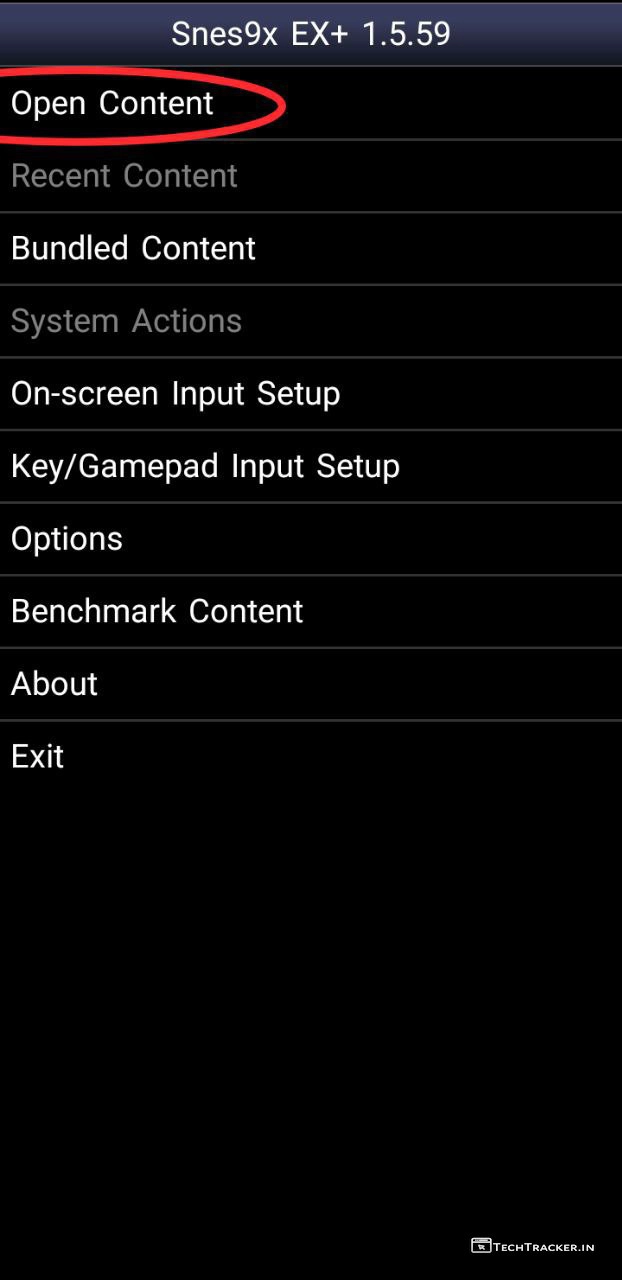 Snes9x EX+ 1.5.59
Open Content
Recent Content
Bundled Content
System Actions
On-screen Input Setup
Key/Gamepad Input Setup
Options
Benchmark Content
About
Exit
TECHTRACKER.IN